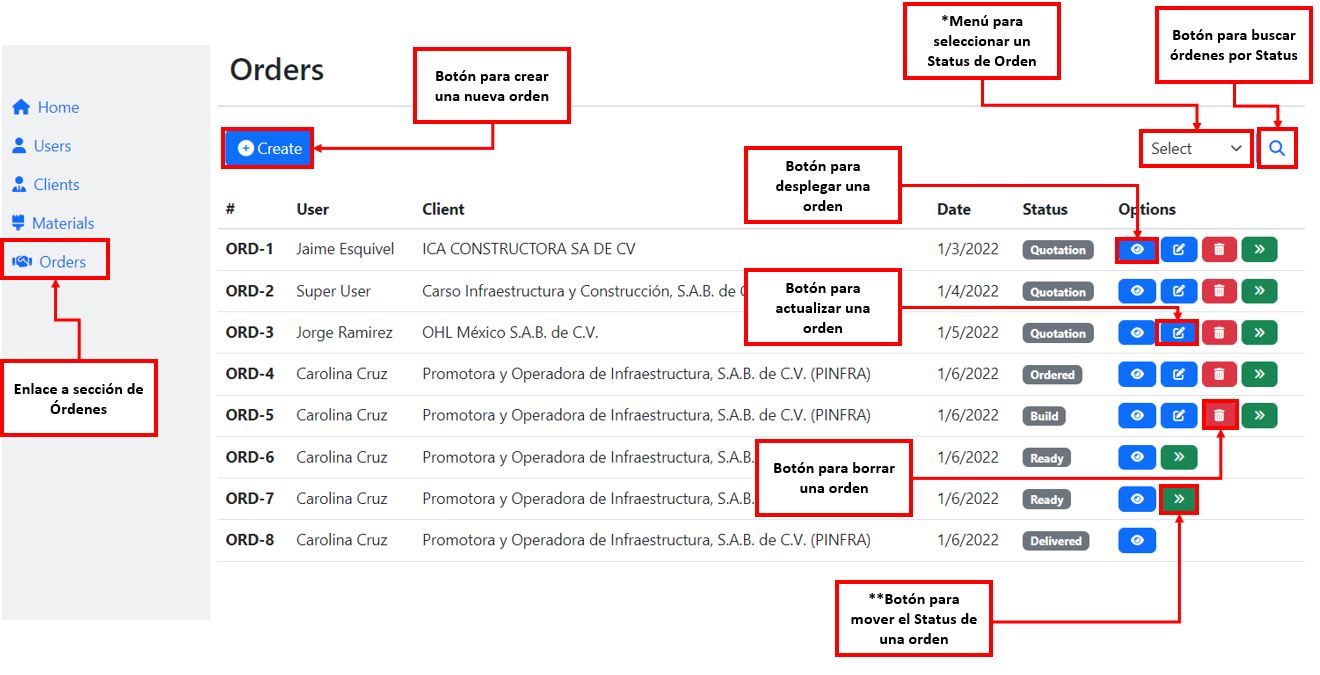 *Menú para
seleccionar un
Status de Orden
Botón para buscar
órdenes por Status
Orders
Botón para crear
una nueva orden
Home
Users
Clients
Materials
Orders
Enlace a sección de
Órdenes
Create
Select
Botón para
desplegar una
orden
# User Client Date Status Options
ORD-1 Jaime Esquivel ICA CONSTRUCTORA SA DE CV 1/3/2022 Quotation
ORD-2 Super User Carso Infraestructura y Construcción, S.A.B. de 1/4/2022 Quotation
Botón para
actualizar una
orden
ORD-3 Jorge Ramirez OHL México S.A.B. de C.V. 1/5/2022 Quotation
ORD-4 Carolina Cruz Promotora y Operadora de Infraestructura, S.A.B. de C.V. (PINFRA) 1/6/2022 Ordered
ORD-5 Carolina Cruz Promotora y Operadora de Infraestructura, S.A.B. de C.V. (PINFRA) 1/6/2022 Build
ORD-6 Carolina Cruz Promotora y Operadora de Infraestructura, S.A.B. 1/6/2022 Ready
Botón para borrar
una orden
ORD-7 Carolina Cruz Promotora y Operadora de Infraestructura, S.A.B. 1/6/2022 Ready
ORD-8 Carolina Cruz Promotora y Operadora de Infraestructura, S.A.B. de C.V. (PINFRA) 1/6/2022 Delivered
**Botón para
mover el Status de
una orden